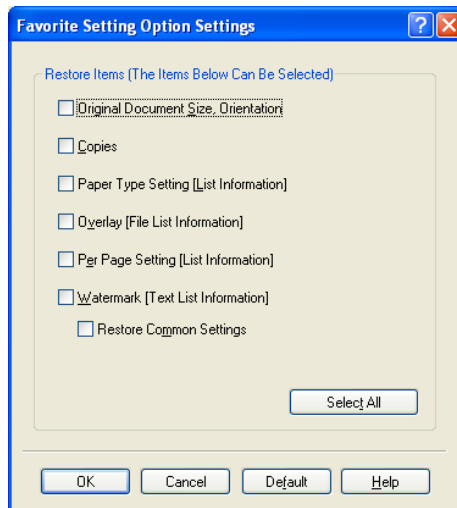 Favorite Setting Option Settings
Restore Items (The Items Below Can Be Selected)
Original Document Size, Orientation
Copies
Paper Type Setting [List Information]
Overlay [File List Information]
Per Page Setting [List Information]
Watermark [Text List Information]
Restore Common Settings
Select All
OK Cancel Default Help